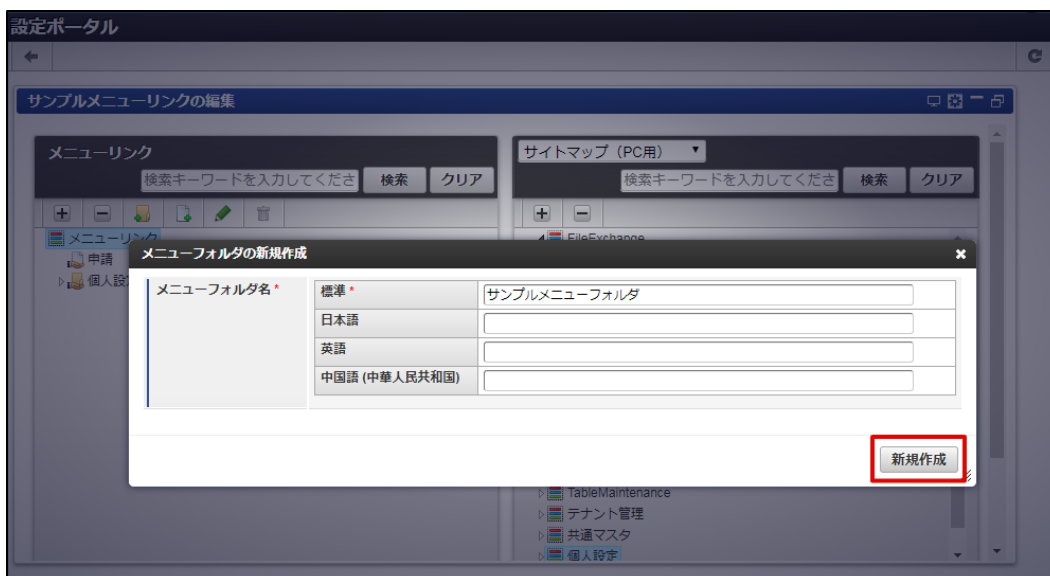 設定ポータル
サンプルメニューリンクの編集
メニューリンク
検索キーワードを入力してくださ 検索 クリア
サイトマップ（PC用）
検索キーワードを入力してくださ 検索 クリア
メニューリンク
申請
個人設
FileExchange
メニューフォルダの新規作成
メニューフォルダ名 *
標準 * サンプルメニューフォルダ
日本語
英語
中国語 (中華人民共和国)
新規作成
TableMaintenance
テナント管理
共通マスタ
個人設定